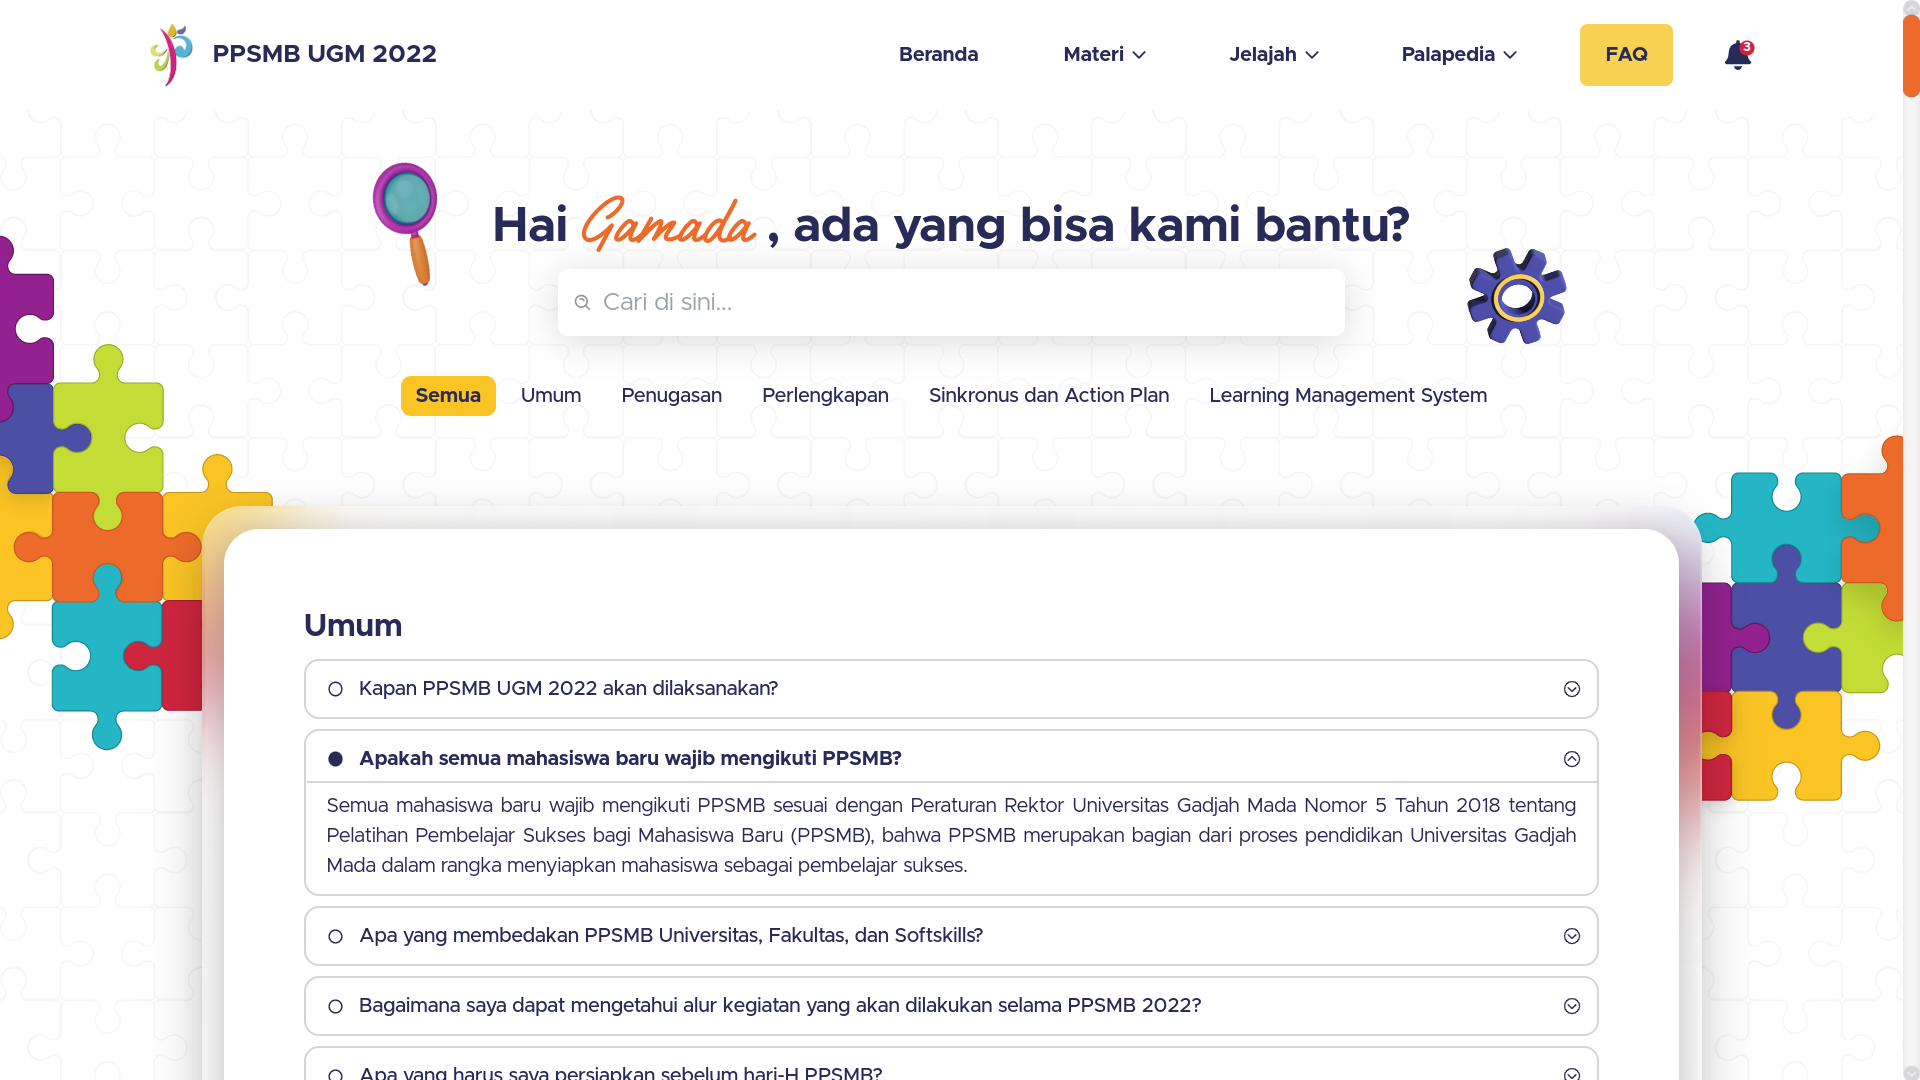 PPSMB UGM 2022
Beranda
Materi
Jelajah
Palapedia
FAQ
3
Hai Gamada , ada yang bisa kami bantu?
Cari di sini...
Semua
Umum
Penugasan
Perlengkapan
Sinkronus dan Action Plan
Learning Management System
Umum
Kapan PPSMB UGM 2022 akan dilaksanakan?
Apakah semua mahasiswa baru wajib mengikuti PPSMB?
Semua mahasiswa baru wajib mengikuti PPSMB sesuai dengan Peraturan Rektor Universitas Gadjah Mada Nomor 5 Tahun 2018 tentang
Pelatihan Pembelajar Sukses bagi Mahasiswa Baru (PPSMB), bahwa PPSMB merupakan bagian dari proses pendidikan Universitas Gadjah
Mada dalam rangka menyiapkan mahasiswa sebagai pembelajar sukses.
Apa yang membedakan PPSMB Universitas, Fakultas, dan Softskills?
Bagaimana saya dapat mengetahui alur kegiatan yang akan dilakukan selama PPSMB 2022?
Apa yang harus saya persiapkan sebelum hari-H PPSMB?